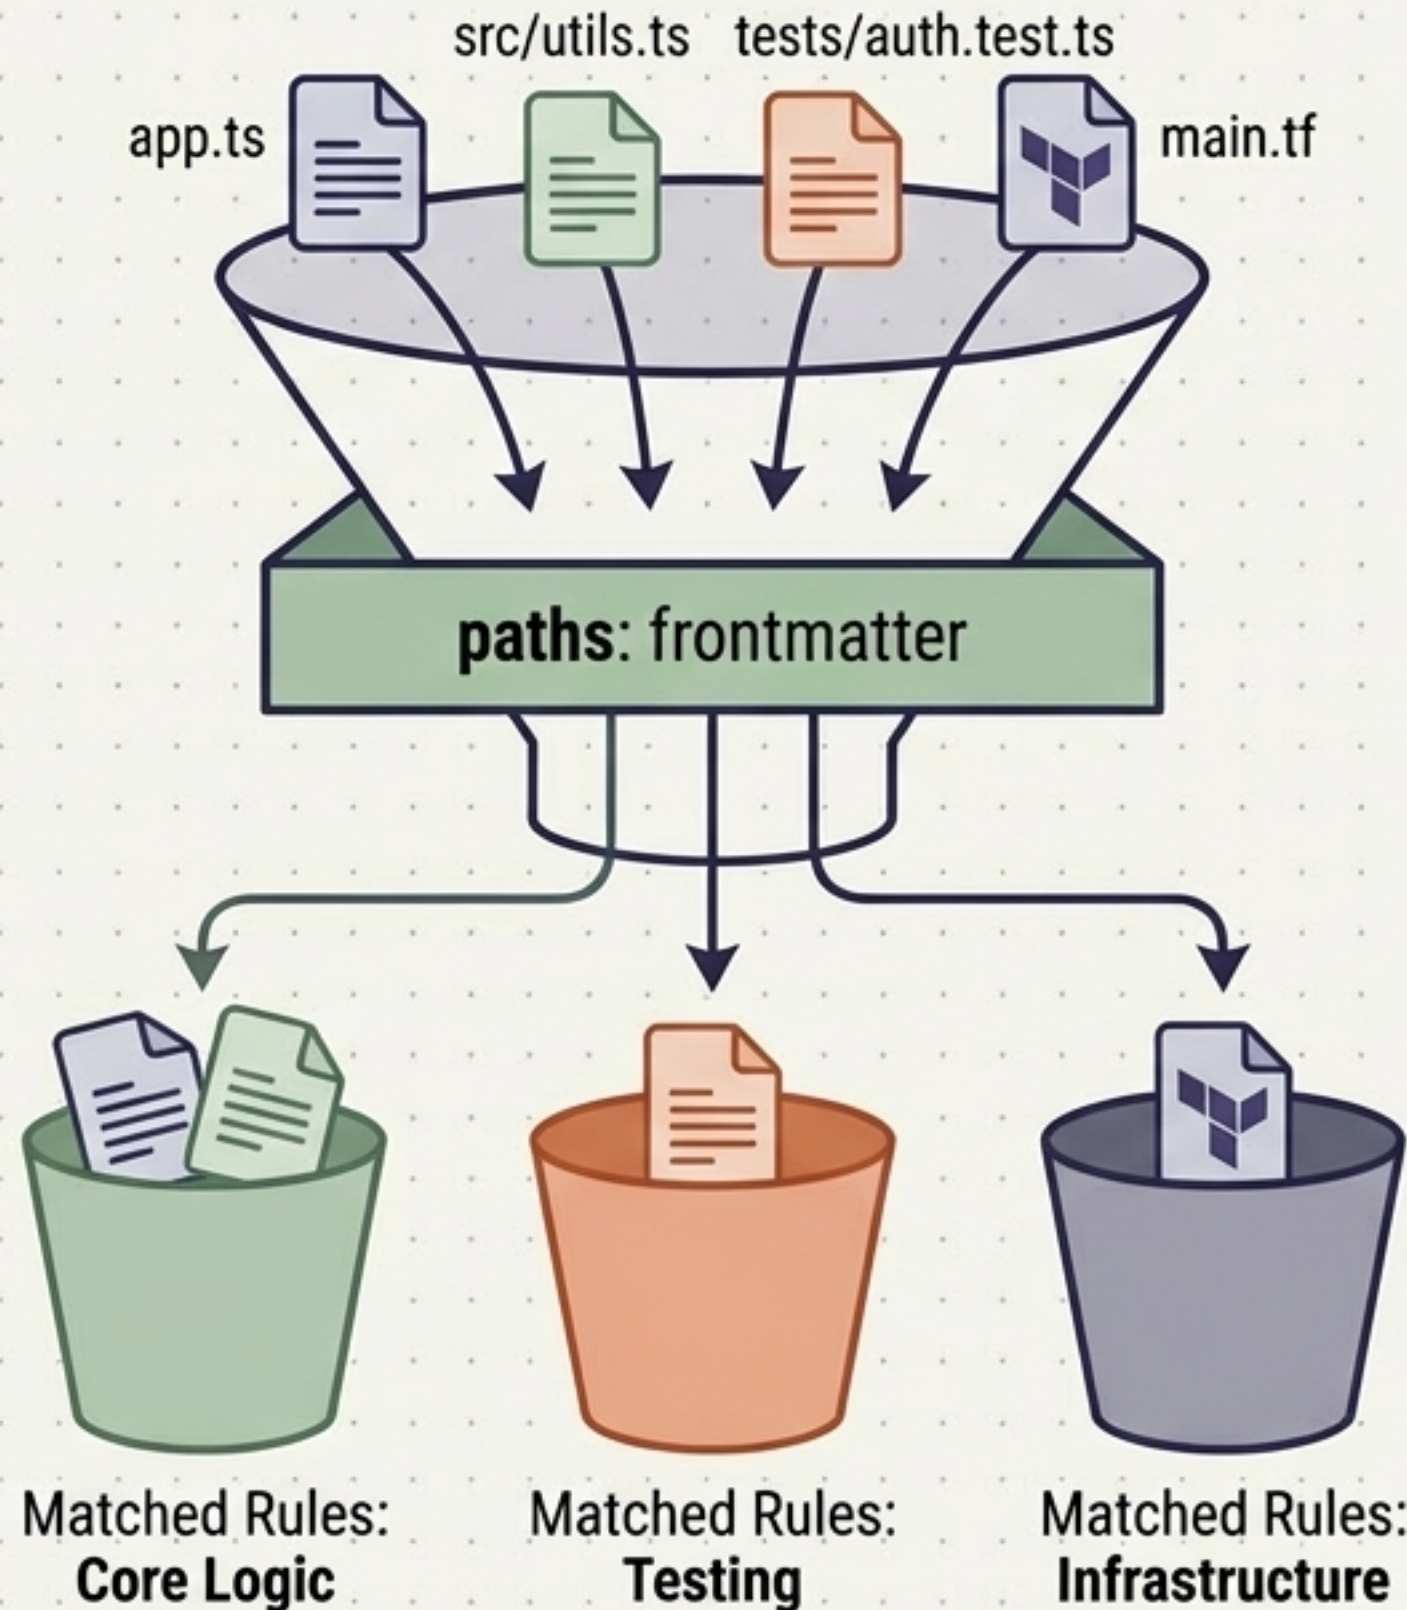 src/utils.ts tests/auth.test.ts
app.ts
main.tf
paths: frontmatter
Matched Rules:
Core Logic
Matched Rules:
Testing
Matched Rules:
Infrastructure